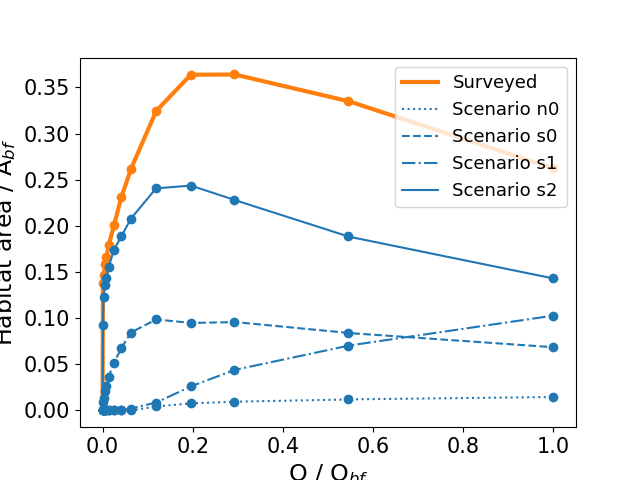 Habitat area / A_bf
0.35
0.30
0.25
0.20
0.15
0.10
0.05
0.00
Surveyed
Scenario n0
Scenario s0
Scenario s1
Scenario s2
0.0 0.2 0.4 0.6 0.8 1.0
Q / Q_bf